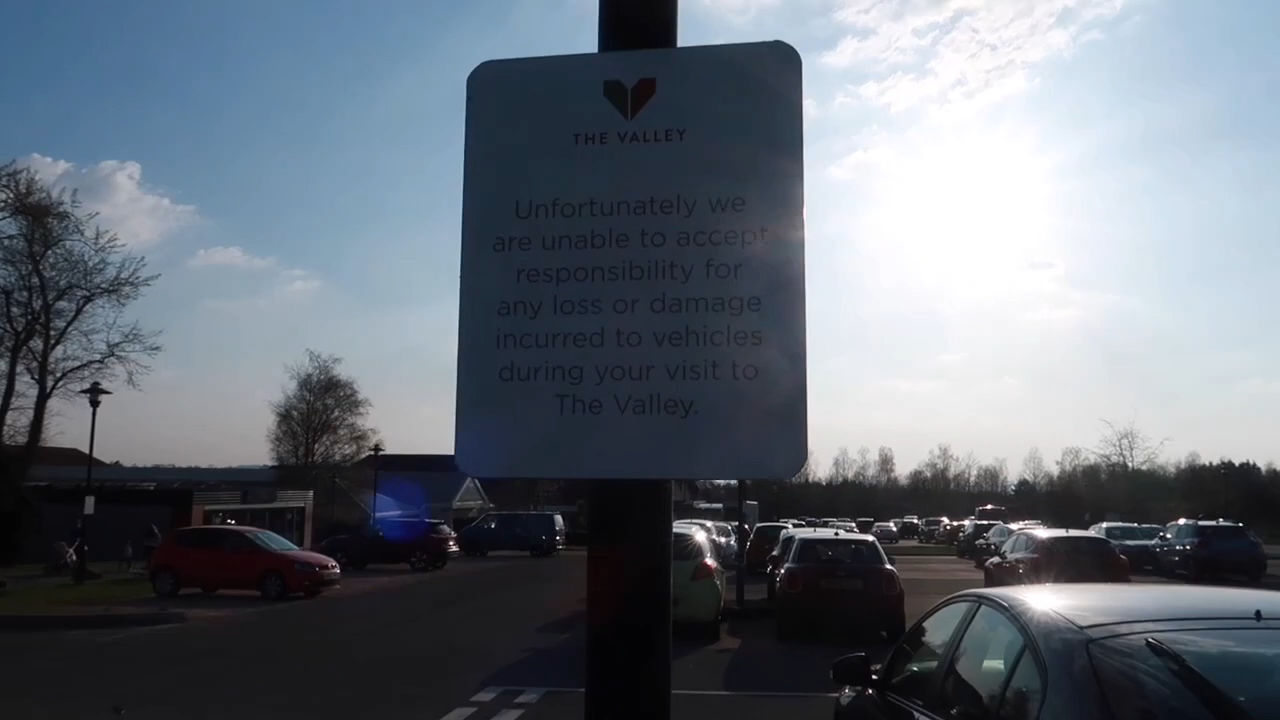 THE VALLEY
Unfortunately we
are unable to accept
responsibility for
any loss or damage
incurred to vehicles
during your visit to
The Valley.